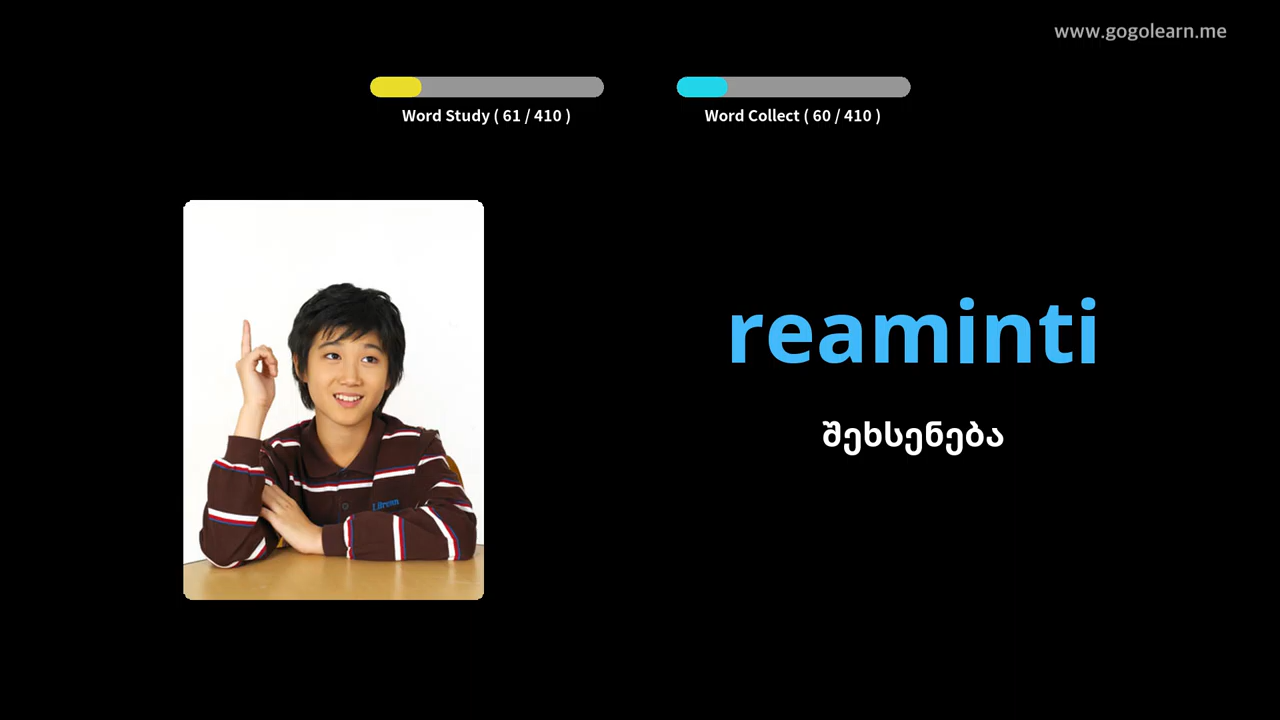 www.gogolearn.me
Word Study ( 61 / 410 )
Word Collect ( 60 / 410 )
reaminti
შეხსენება